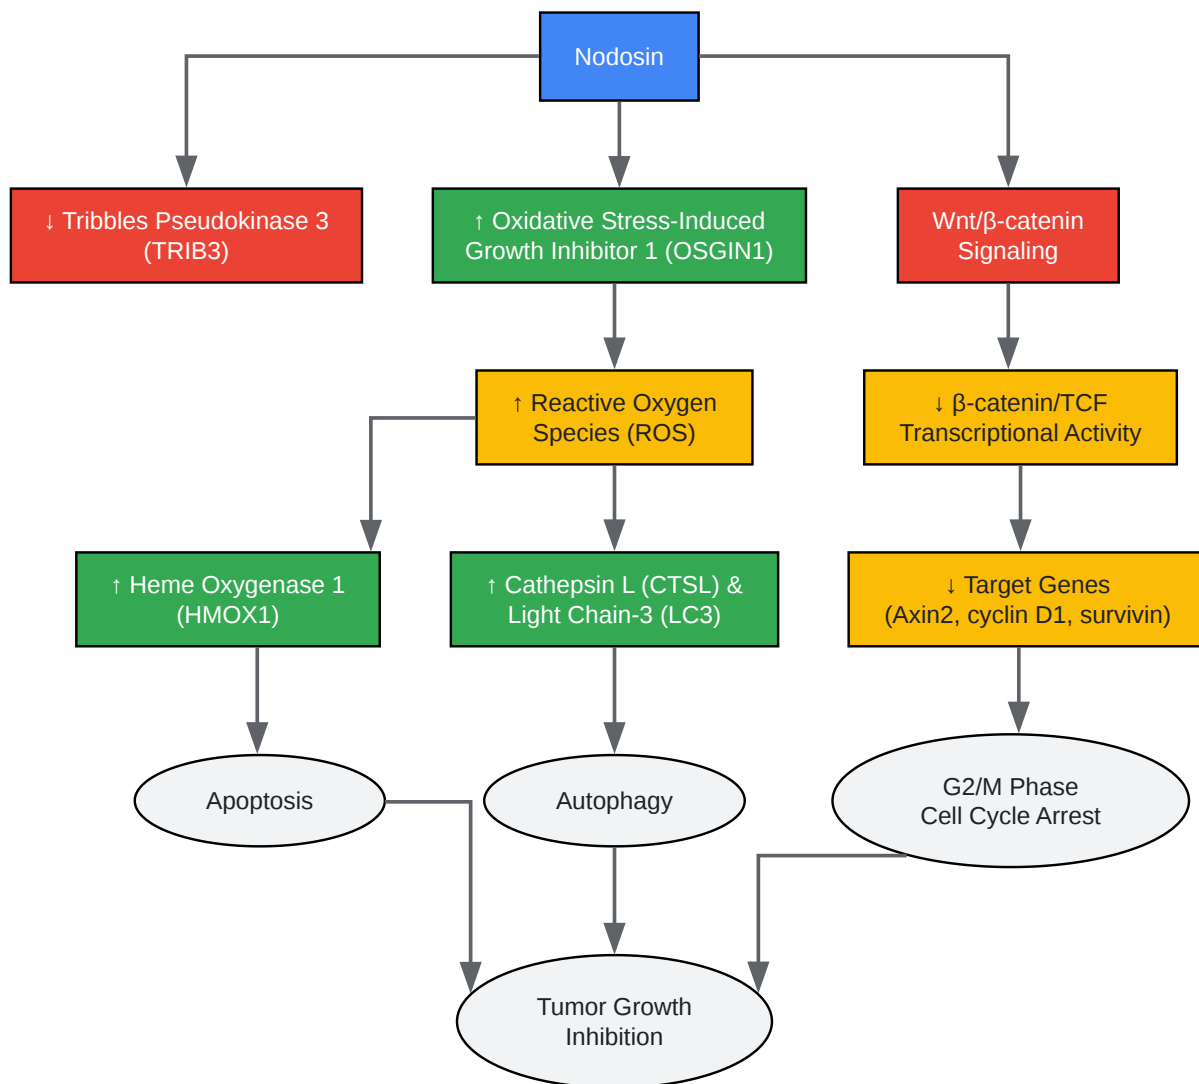 Nodosin
↓ Tribbles Pseudokinase 3
(TRIB3)
↑ Oxidative Stress-Induced
Growth Inhibitor 1 (OSGIN1)
Wnt/β-catenin
Signaling
↑ Reactive Oxygen
Species (ROS)
↓ β-catenin/TCF
Transcriptional Activity
↑ Heme Oxygenase 1
(HMOX1)
↑ Cathepsin L (CTSL) &
Light Chain-3 (LC3)
↓ Target Genes
(Axin2, cyclin D1, survivin)
Apoptosis
Autophagy
G2/M Phase
Cell Cycle Arrest
Tumor Growth
Inhibition